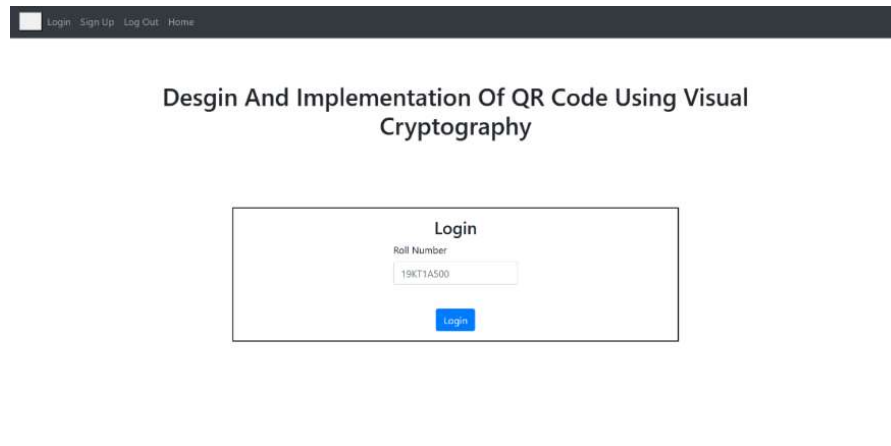 Login Sign Up Log Out Home
Desgin And Implementation Of QR Code Using Visual
Cryptography
Login
Roll Number
19KT1A500
Login